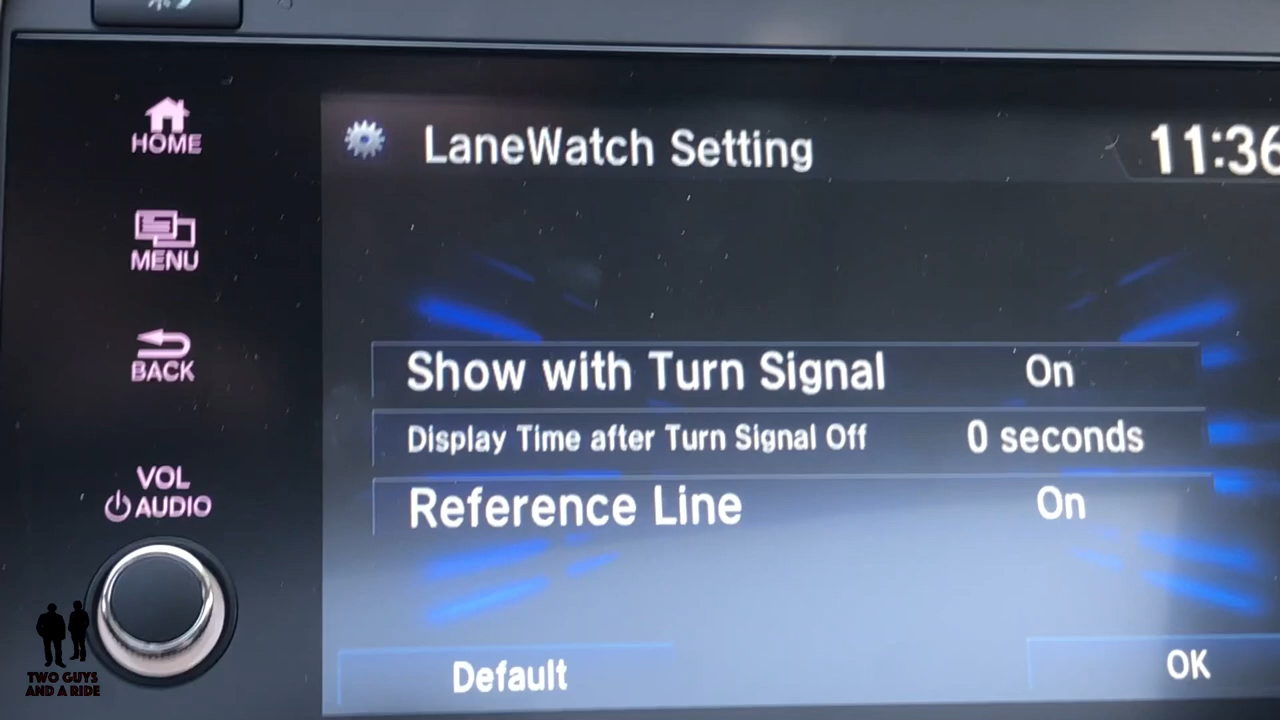 HOME
MENU
BACK
VOL
AUDIO
LaneWatch Setting
11:36
Show with Turn Signal On
Display Time after Turn Signal Off 0 seconds
Reference Line On
Default
OK
TWO GUYS
AND A RIDE